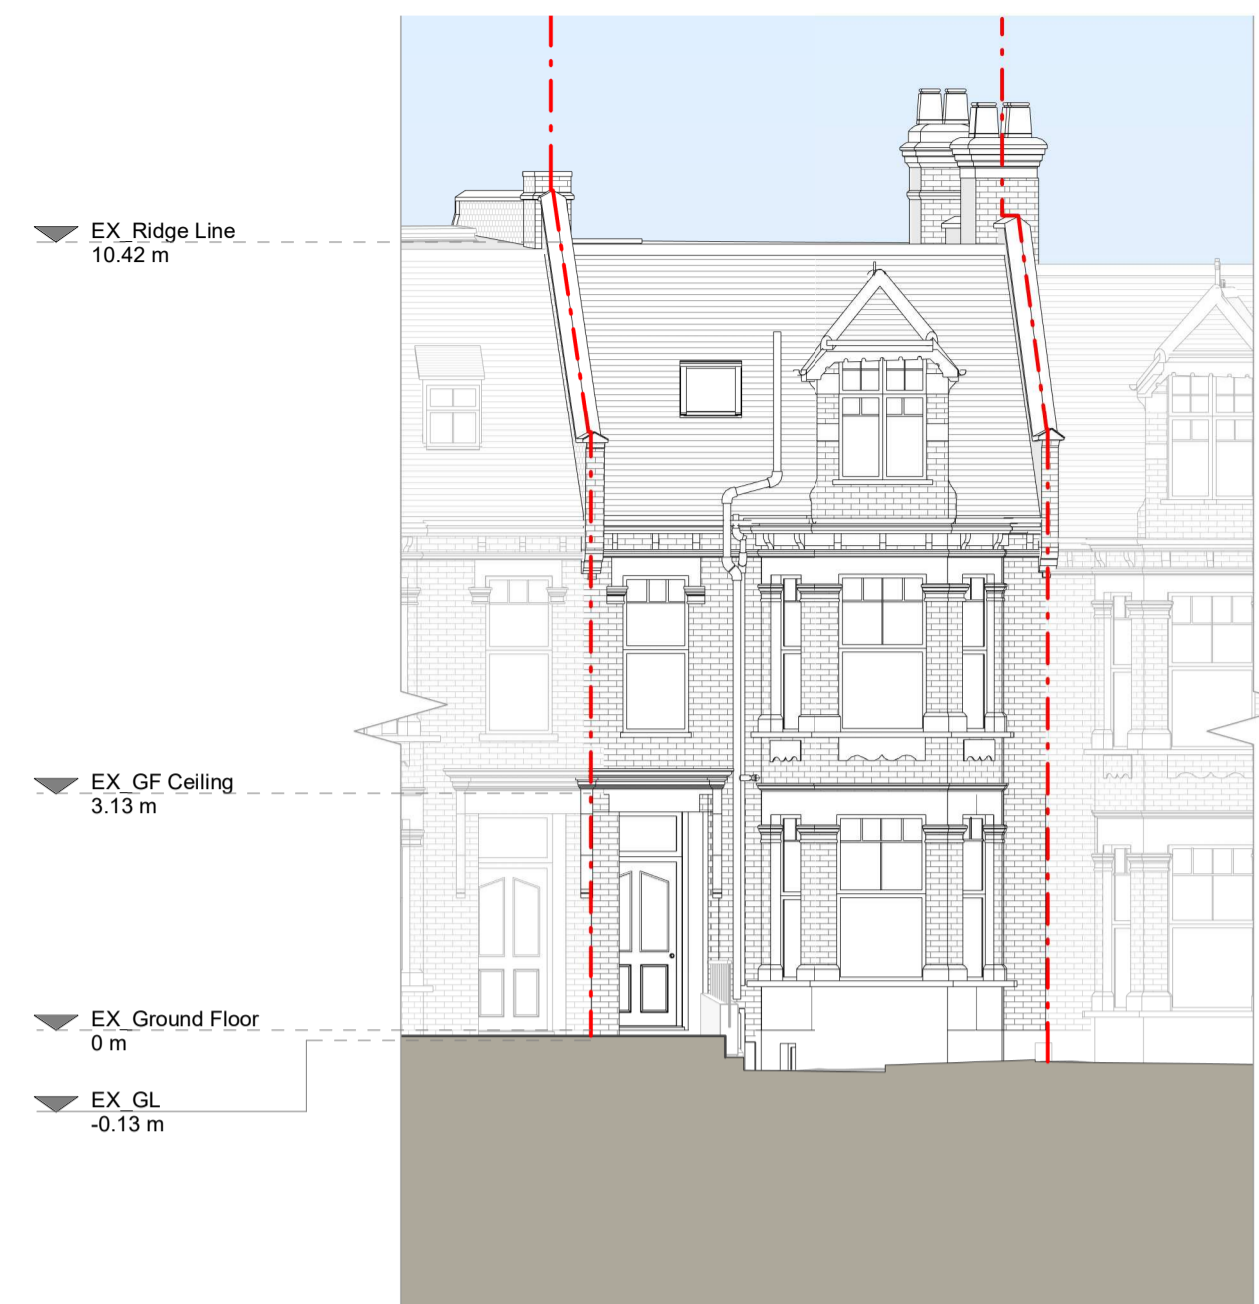 EX_Ridge Line
10.42 m
EX_GF Ceiling
3.13 m
EX_Ground Floor
0 m
EX_GL
-0.13 m